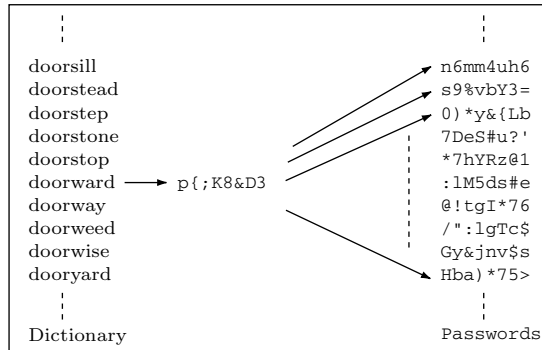 doorsill n6mm4uh6
doorstead s9%vbY3=
doorstep 0)*y&{Lb
doorstone 7DeS#u?'
doorstop *7hYRz@1
doorward p{;K8&D3 :lM5ds#e
doorway @!tgI*76
doorweed /":lgTc$
doorwise Gy&jnv$s
dooryard Hba)*75>
Dictionary Passwords